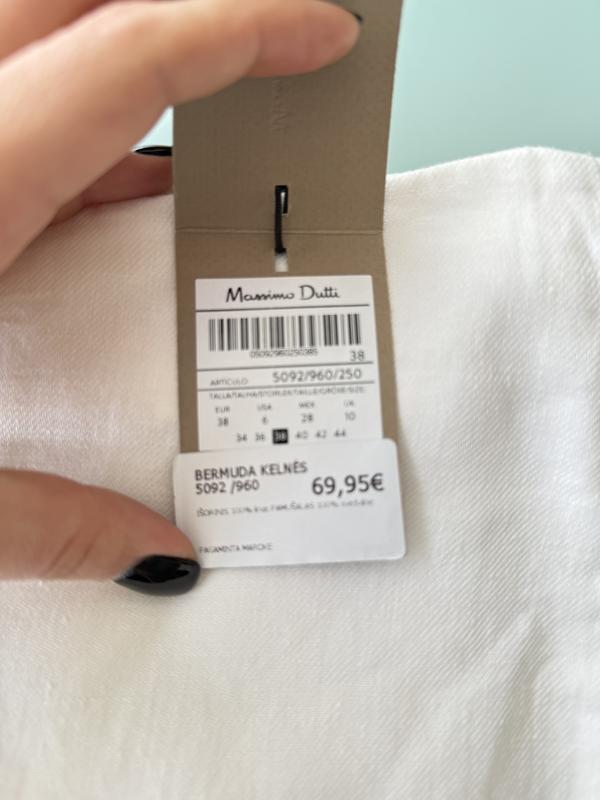 Massimo Dutti
05092960250385
38
ARTÍCULO 5092/960/250
EUR USA MEX UK
38 6 28 10
34 36 38 40 42 44
BERMUDA KELNĖS
5092 /960
69,95€
PAGAMINTA MAROKE